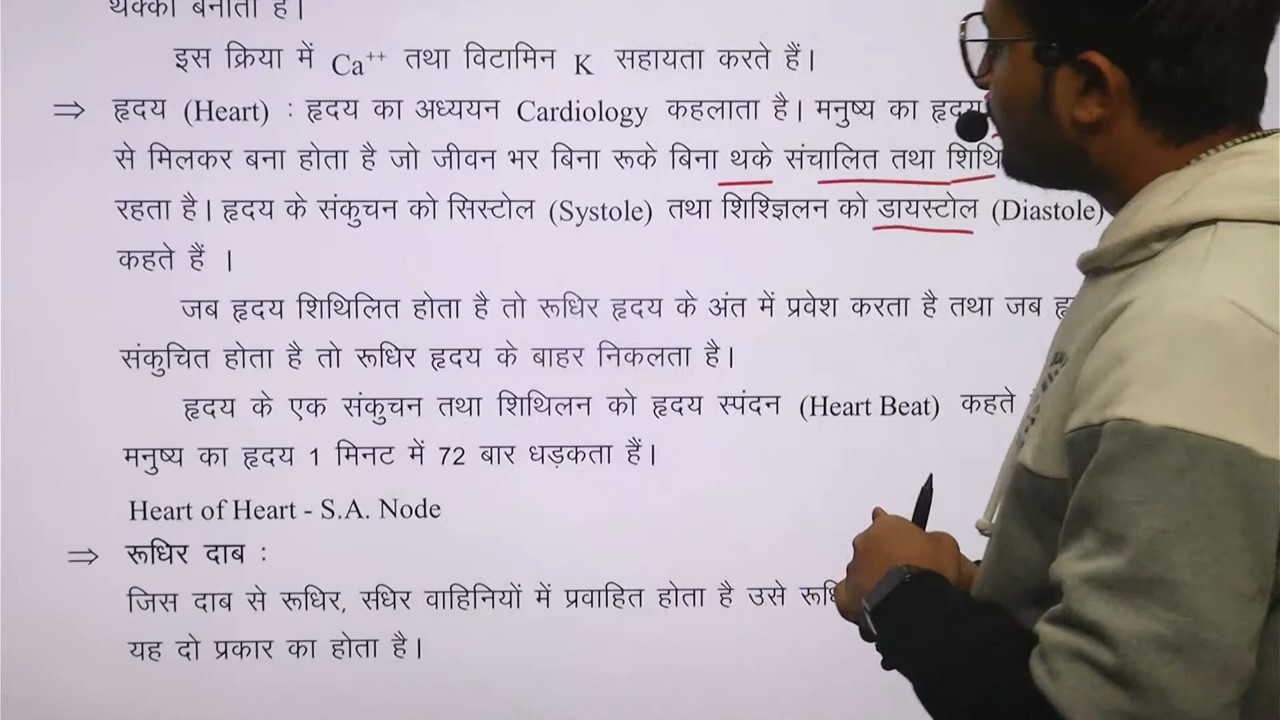 थक्का बनाता है।
इस क्रिया में Ca⁺⁺ तथा विटामिन K सहायता करते हैं।
⇒ हृदय (Heart) : हृदय का अध्ययन Cardiology कहलाता है। मनुष्य का हृदय
से मिलकर बना होता है जो जीवन भर बिना रूके बिना थके संचालित तथा शिथि
रहता है। हृदय के संकुचन को सिस्टोल (Systole) तथा शिश्ज्ञिलन को डायस्टोल (Diastole)
कहते हैं ।
जब हृदय शिथिलित होता है तो रूधिर हृदय के अंत में प्रवेश करता है तथा जब हृ
संकुचित होता है तो रूधिर हृदय के बाहर निकलता है।
हृदय के एक संकुचन तथा शिथिलन को हृदय स्पंदन (Heart Beat) कहते
मनुष्य का हृदय 1 मिनट में 72 बार धड़कता हैं।
Heart of Heart - S.A. Node
⇒ रूधिर दाब :
जिस दाब से रूधिर, रधिर वाहिनियों में प्रवाहित होता है उसे रूधि
यह दो प्रकार का होता है।